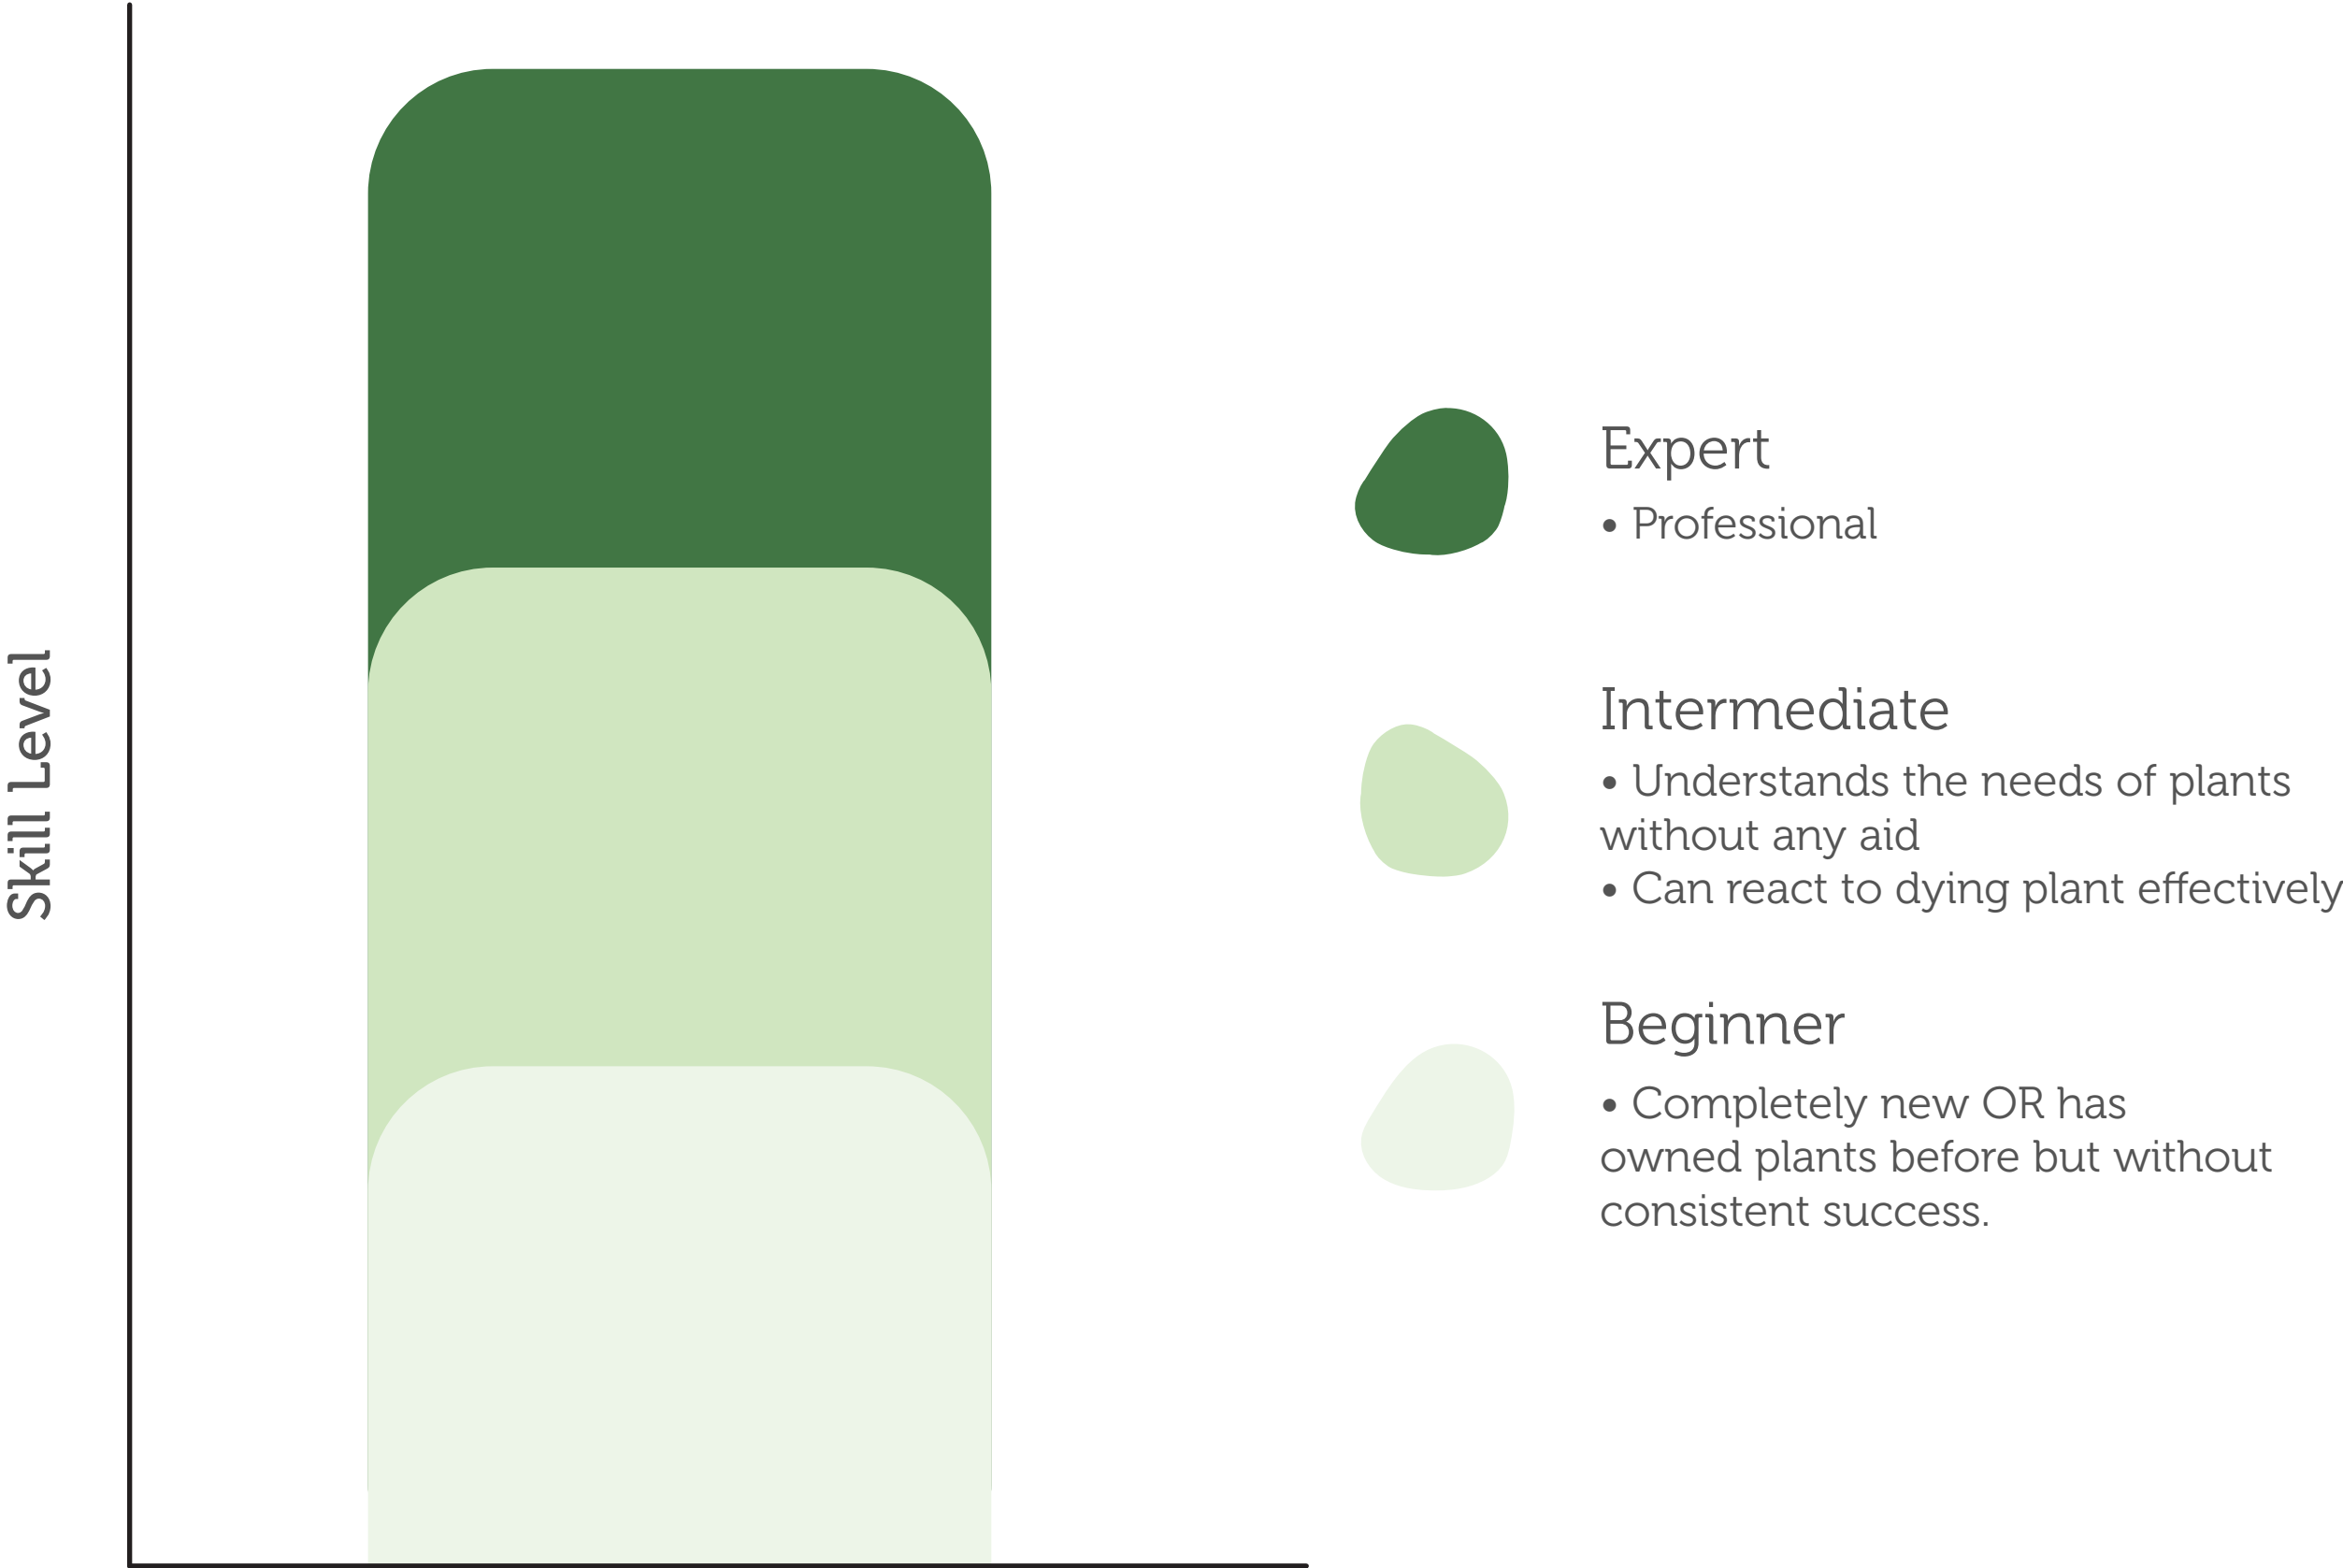 Skill Level
Expert
• Professional
Intermediate
• Understands the needs of plants
without any aid
• Can react to dying plant effectively
Beginner
• Completely new OR has
owned plants before but without
consistent success.